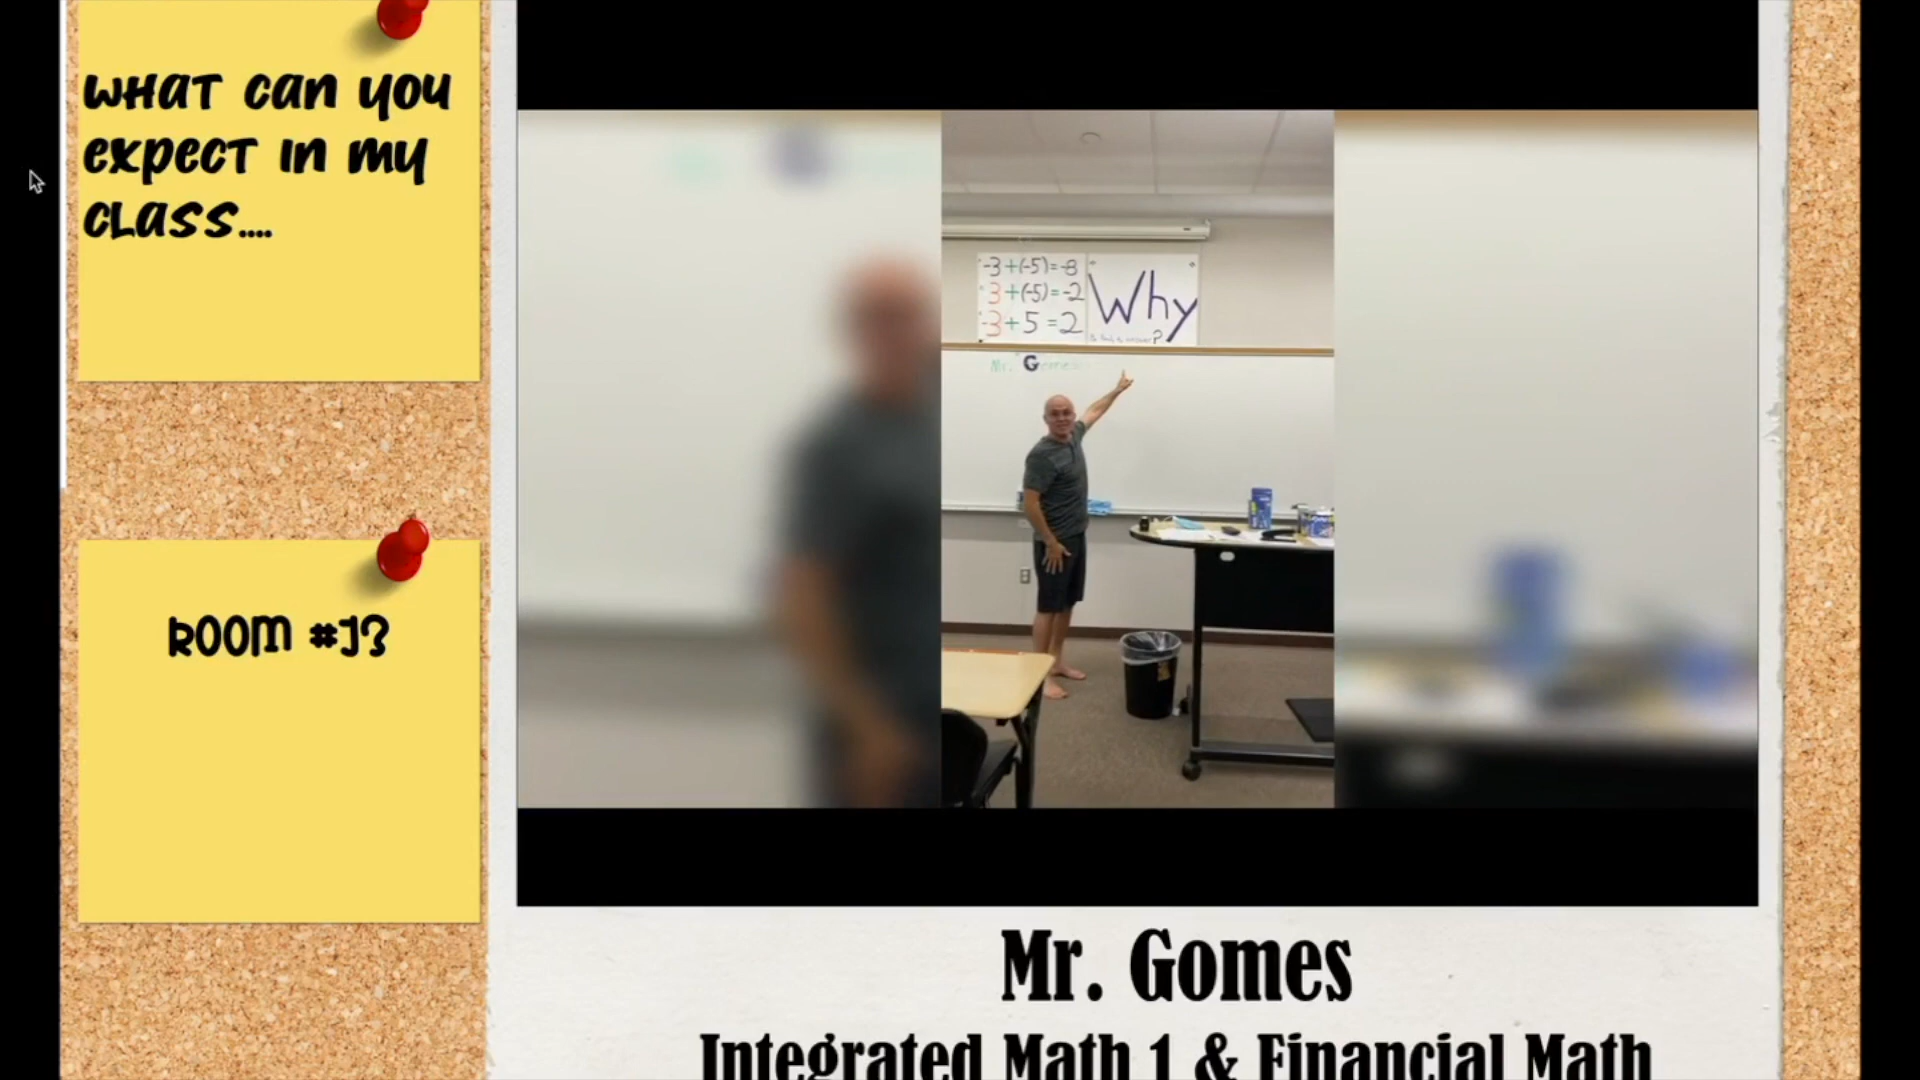 WHAT CAN YOU
EXPECT IN MY
CLASS....
ROOM #J3
-3+(-5)=-8
3+(-5)=-2
-3+5=2
Why
?
Mr. Gomes
Mr. Gomes
Integrated Math 1 & Financial Math